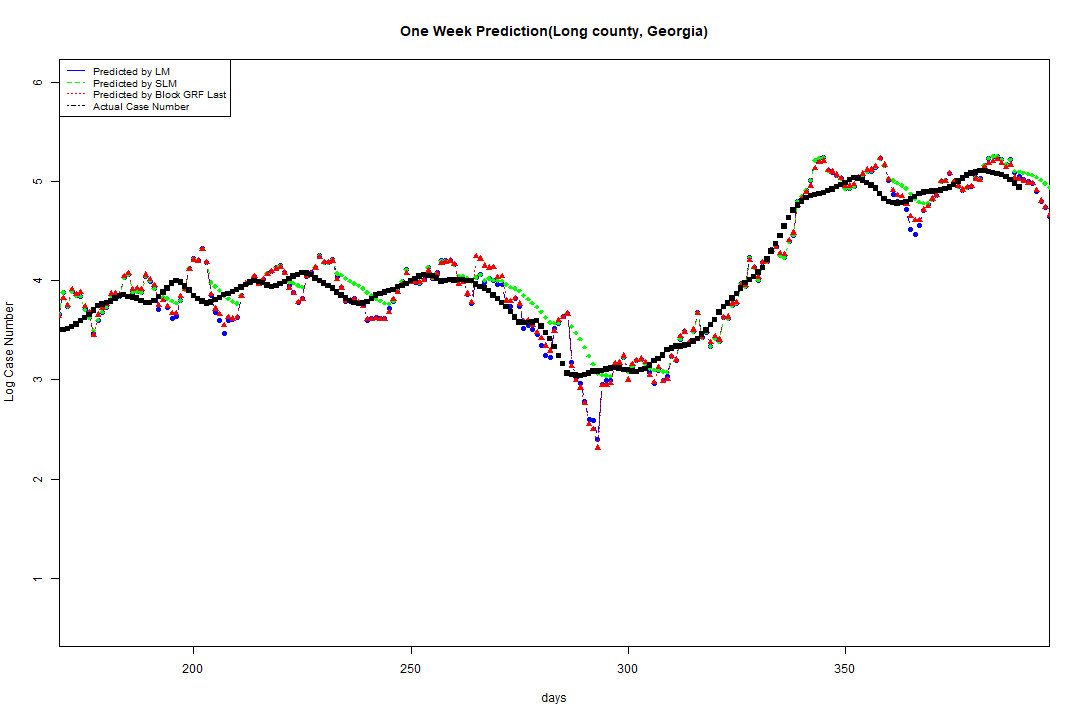 One Week Prediction(Long county, Georgia)
Predicted by LM
Predicted by SLM
Predicted by Block GRF Last
Actual Case Number
6
5
4
3
2
1
Log Case Number
200
250
300
350
days